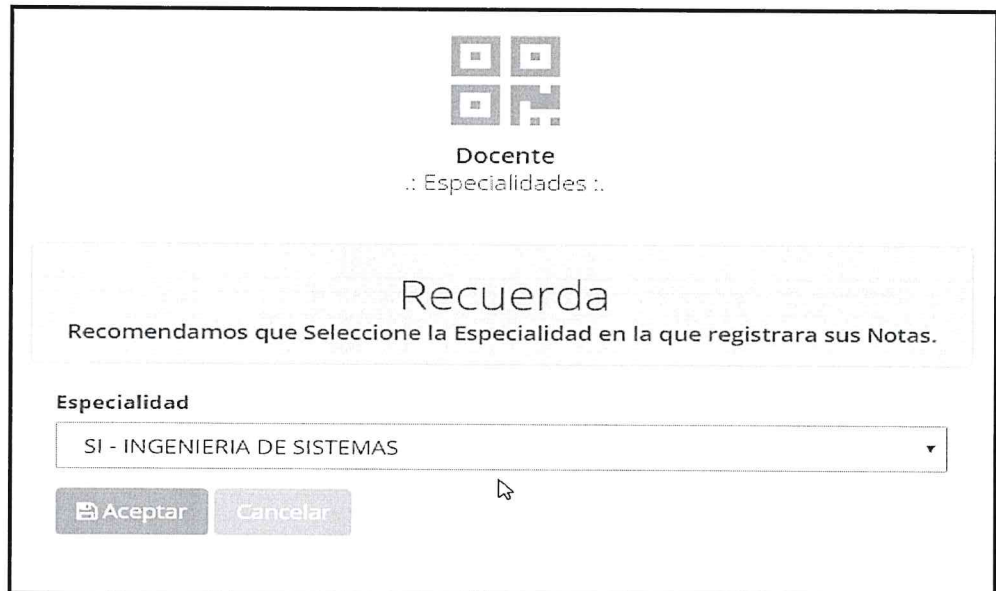 Docente
.: Especialidades :.
Recuerda
Recomendamos que Seleccione la Especialidad en la que registrara sus Notas.
Especialidad
SI - INGENIERIA DE SISTEMAS
Aceptar Cancelar